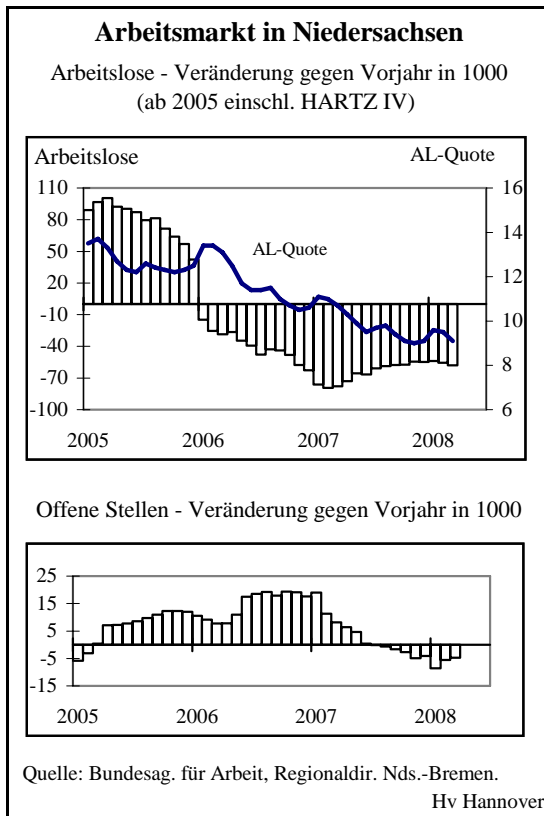 Arbeitsmarkt in Niedersachsen
Arbeitslose - Veränderung gegen Vorjahr in 1000
(ab 2005 einschl. HARTZ IV)
Arbeitslose AL-Quote
110 16
80 14
50 AL-Quote 12
20
-10 10
-40 8
-70
-100 6
2005 2006 2007 2008
Offene Stellen - Veränderung gegen Vorjahr in 1000
25
15
5
-5
-15
2005 2006 2007 2008
Quelle: Bundesag. für Arbeit, Regionaldir. Nds.-Bremen.
Hv Hannover